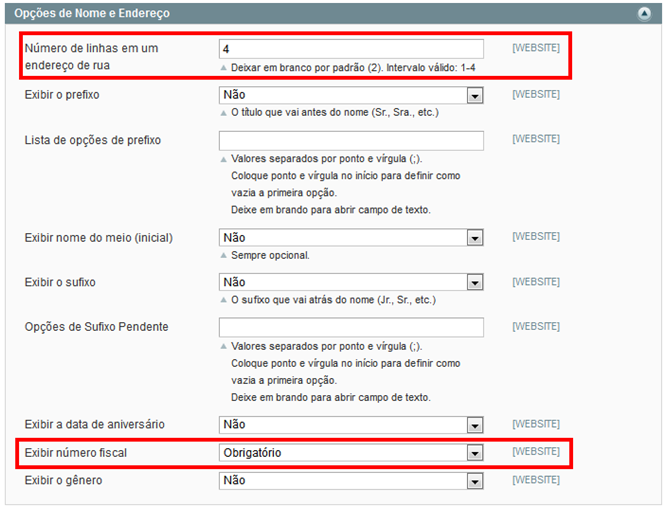 Opções de Nome e Endereço
Número de linhas em um
endereço de rua
4
[WEBSITE]
Deixar em branco por padrão (2). Intervalo válido: 1-4
Exibir o prefixo
Não
[WEBSITE]
O título que vai antes do nome (Sr., Sra., etc.)
Lista de opções de prefixo
[WEBSITE]
Valores separados por ponto e vírgula (;).
Coloque ponto e vírgula no início para definir como
vazia a primeira opção.
Deixe em brando para abrir campo de texto.
Exibir nome do meio (inicial)
Não
[WEBSITE]
Sempre opcional.
Exibir o sufixo
Não
[WEBSITE]
O sufixo que vai atrás do nome (Jr., Sr., etc.)
Opções de Sufixo Pendente
[WEBSITE]
Valores separados por ponto e vírgula (;).
Coloque ponto e vírgula no início para definir como
vazia a primeira opção.
Deixe em brando para abrir campo de texto.
Exibir a data de aniversário
Não
[WEBSITE]
Exibir número fiscal
Obrigatório
[WEBSITE]
Exibir o gênero
Não
[WEBSITE]